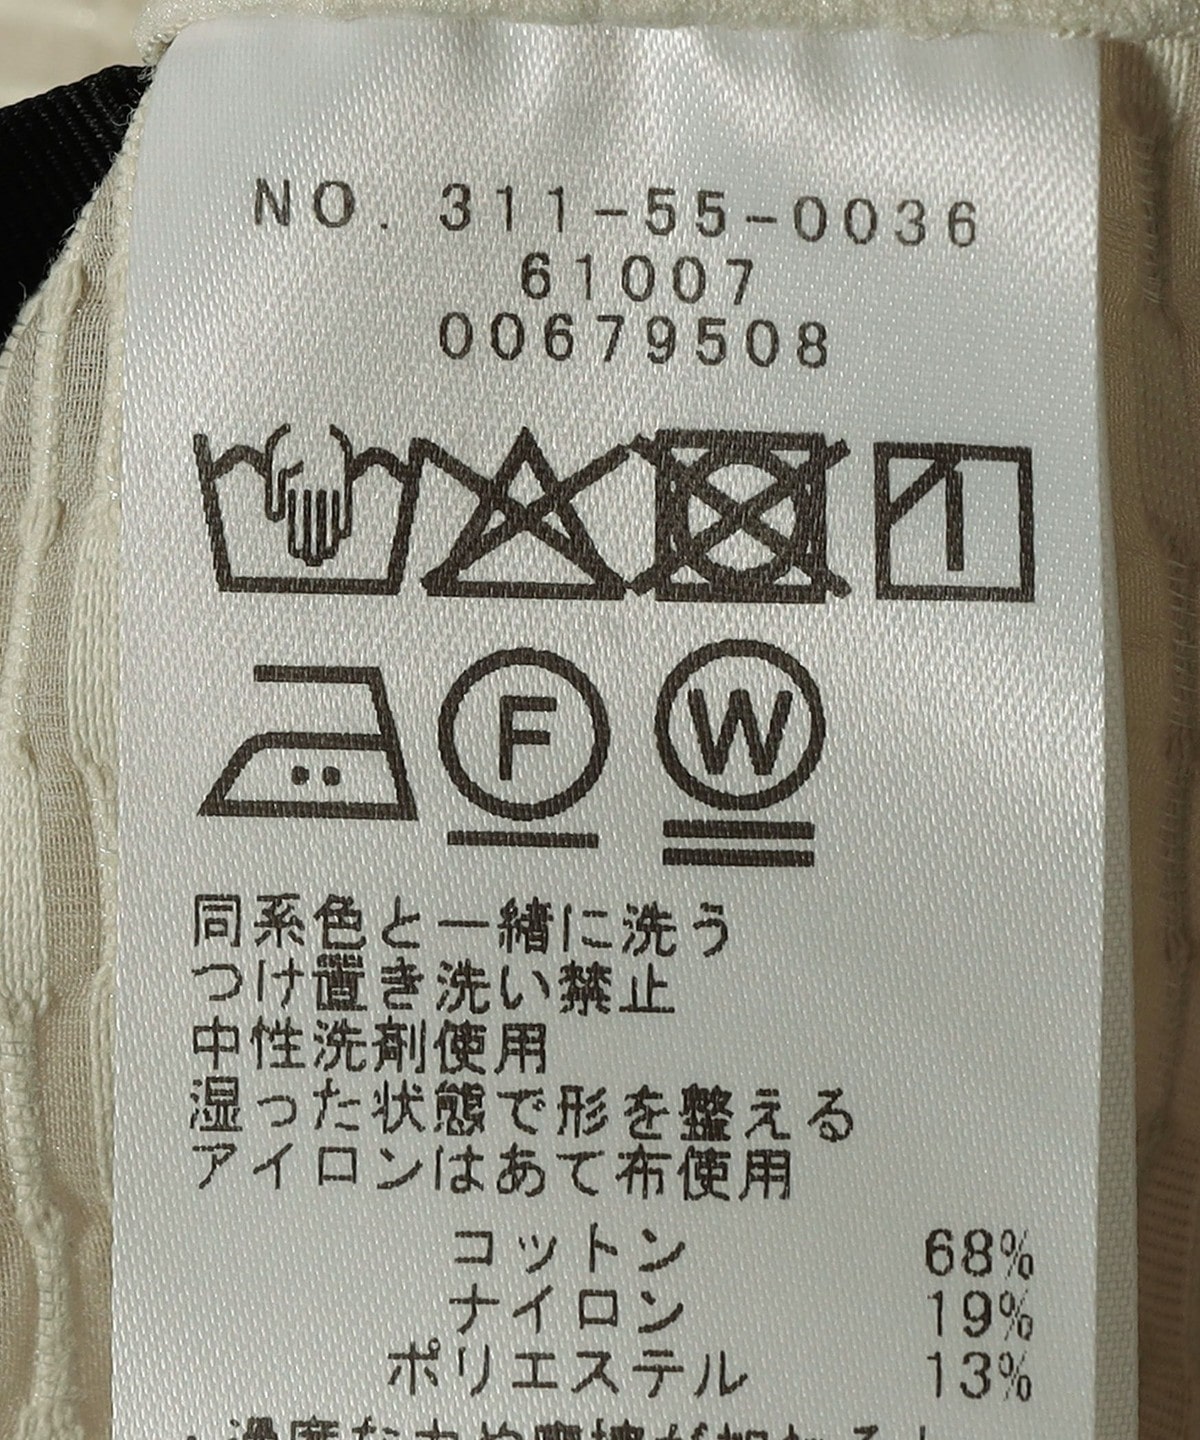 NO. 311-55-0036
61007
00679508
F
W
同系色と一緒に洗う
つけ置き洗い禁止
中性洗剤使用
湿った状態で形を整える
アイロンはあて布使用
コットン 68%
ナイロン 19%
ポリエステル 13%